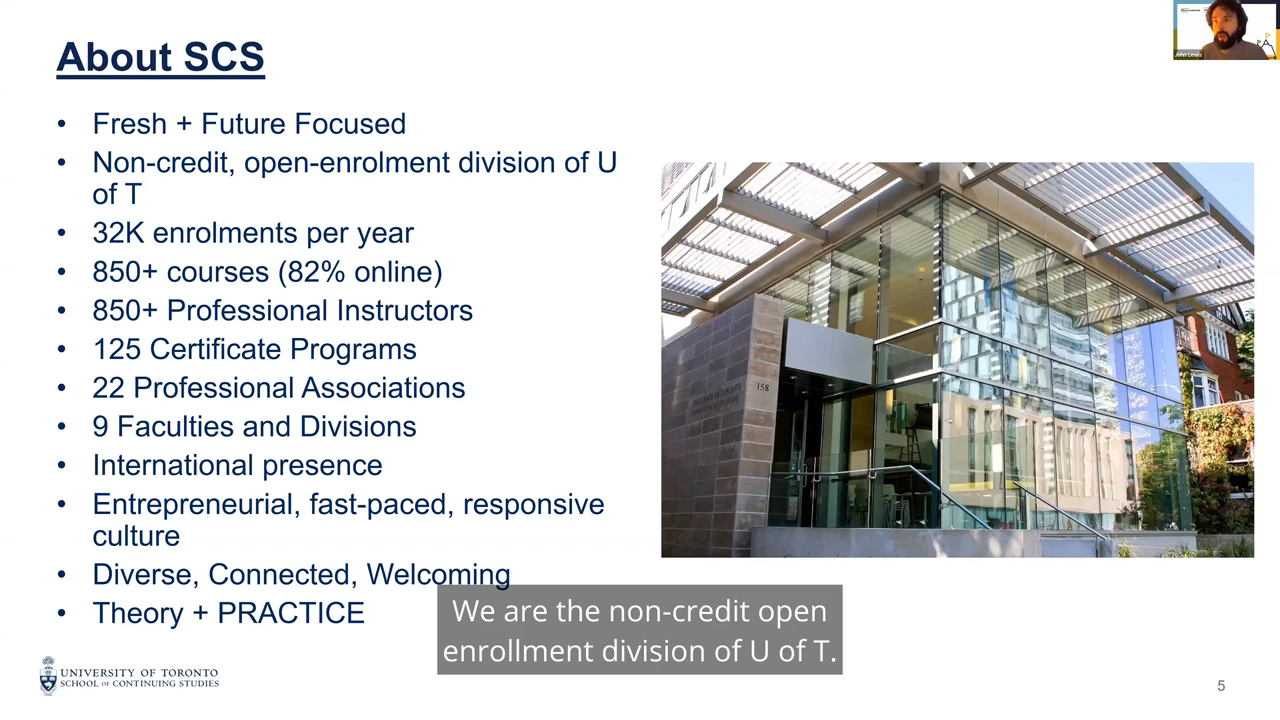 About SCS
• Fresh + Future Focused
• Non-credit, open-enrolment division of U
of T
• 32K enrolments per year
• 850+ courses (82% online)
• 850+ Professional Instructors
• 125 Certificate Programs
• 22 Professional Associations
• 9 Faculties and Divisions
• International presence
• Entrepreneurial, fast-paced, responsive
culture
• Diverse, Connected, Welcoming
• Theory + PRACTICE
We are the non-credit open
enrollment division of U of T.
UNIVERSITY OF TORONTO
SCHOOL OF CONTINUING STUDIES
5
158
John Lewis